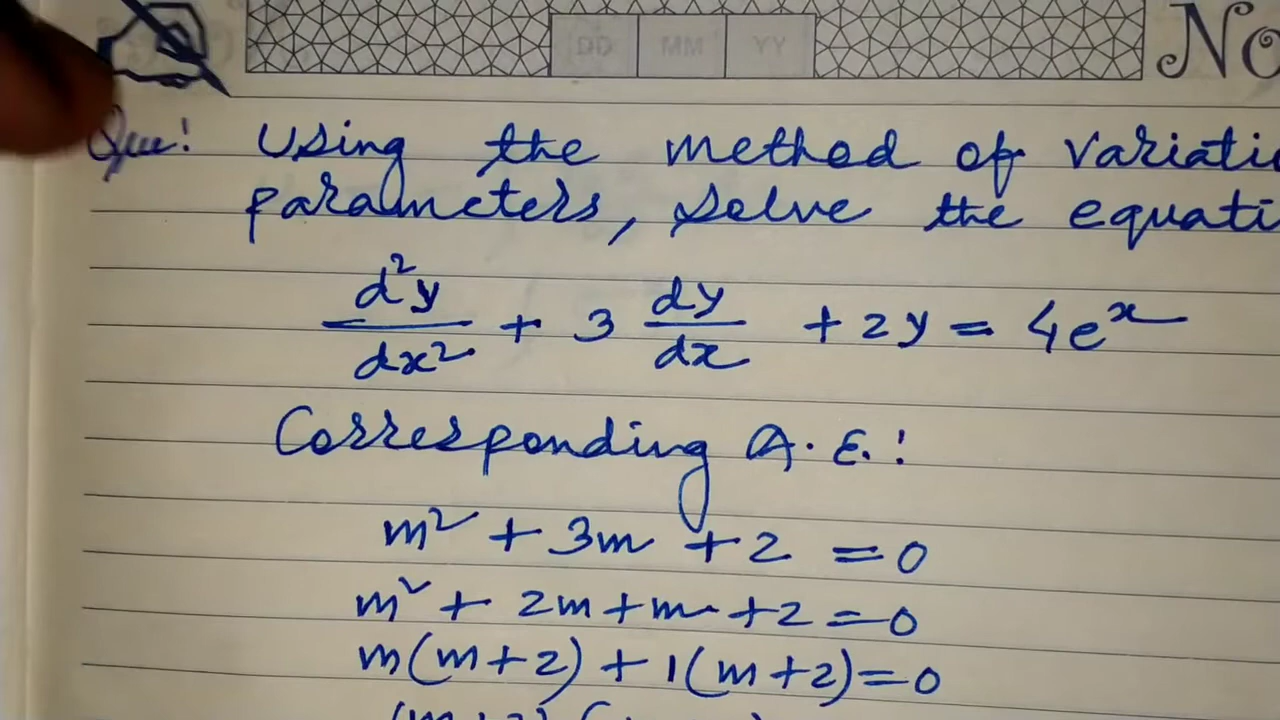 DD MM YY No
Que! Using the method of variati
parameters, solve the equati
d²y/dx² + 3 dy/dx + 2y = 4eˣ
Corresponding A.E.!
m² + 3m + 2 = 0
m² + 2m + m + 2 = 0
m(m+2) + 1(m+2) = 0